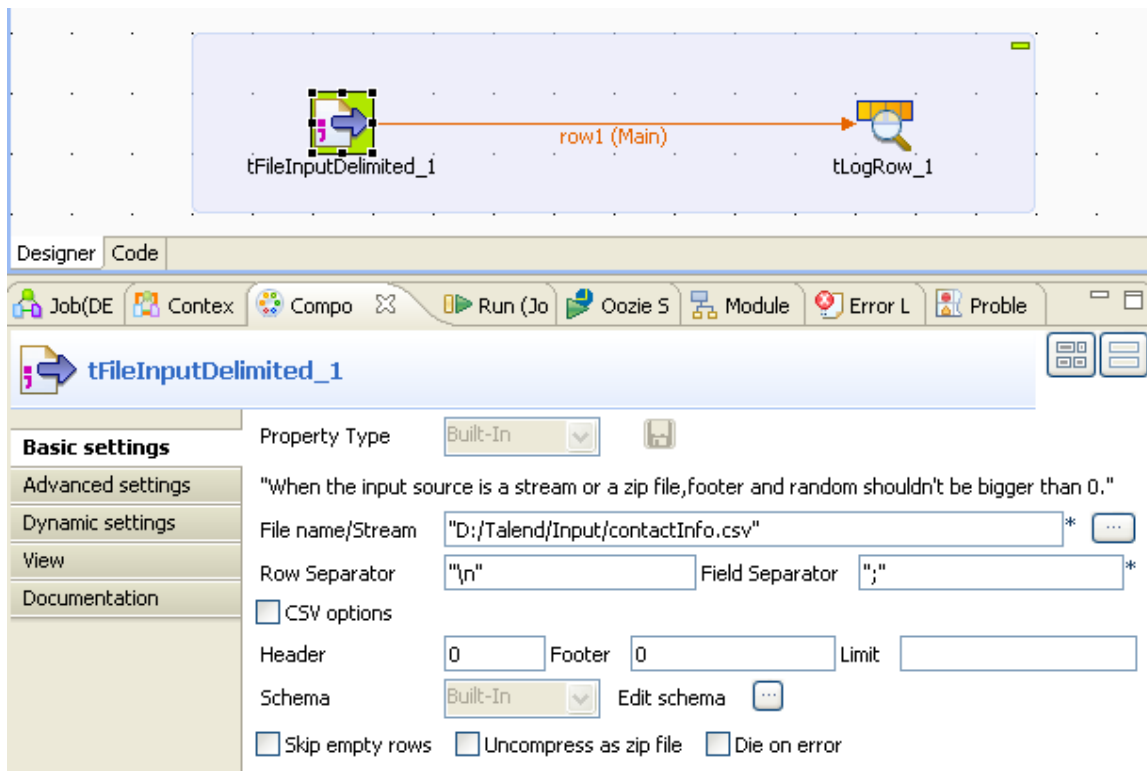 row1 (Main)
tFileInputDelimited_1 tLogRow_1
Designer Code
Job(DE Contex Compo Run (Jo Oozie S Module Error L Proble
tFileInputDelimited_1
Basic settings
Advanced settings
Dynamic settings
View
Documentation
Property Type Built-In
"When the input source is a stream or a zip file,footer and random shouldn't be bigger than 0."
File name/Stream "D:/Talend/Input/contactInfo.csv" * ...
Row Separator "\n" Field Separator ";" *
CSV options
Header 0 Footer 0 Limit
Schema Built-In Edit schema ...
Skip empty rows Uncompress as zip file Die on error